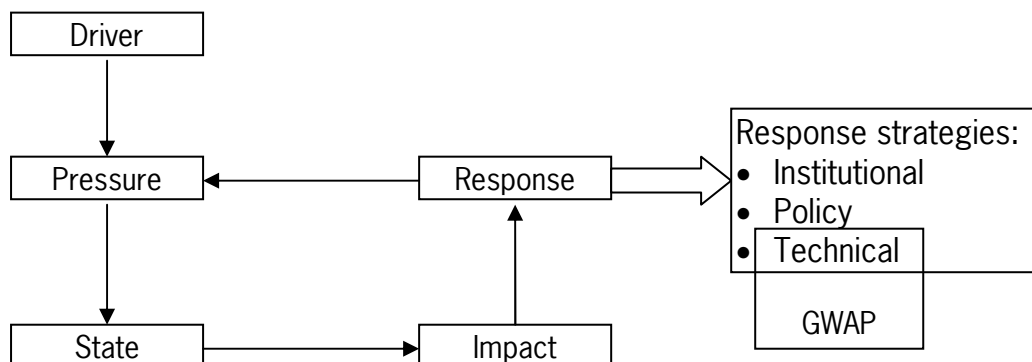 Driver
Pressure
Response
State
Impact
Response strategies:
• Institutional
• Policy
• Technical
GWAP